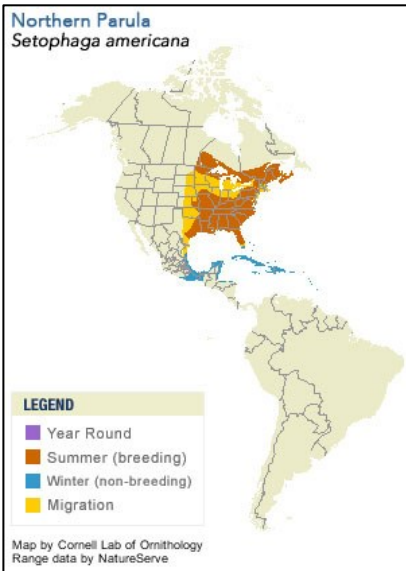 Northern Parula
Setophaga americana
LEGEND
Year Round
Summer (breeding)
Winter (non-breeding)
Migration
Map by Cornell Lab of Ornithology
Range data by NatureServe